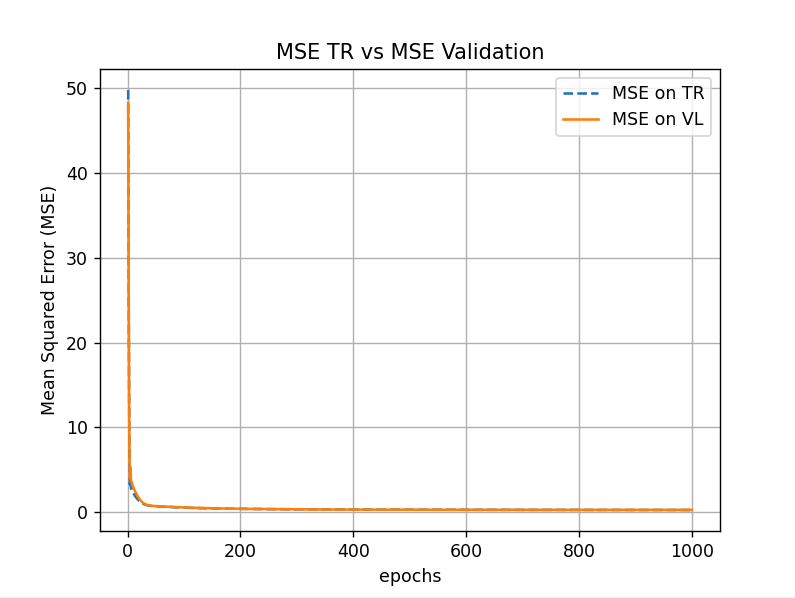 MSE TR vs MSE Validation
50
40
30
20
10
0
Mean Squared Error (MSE)
MSE on TR
MSE on VL
0 200 400 600 800 1000
epochs